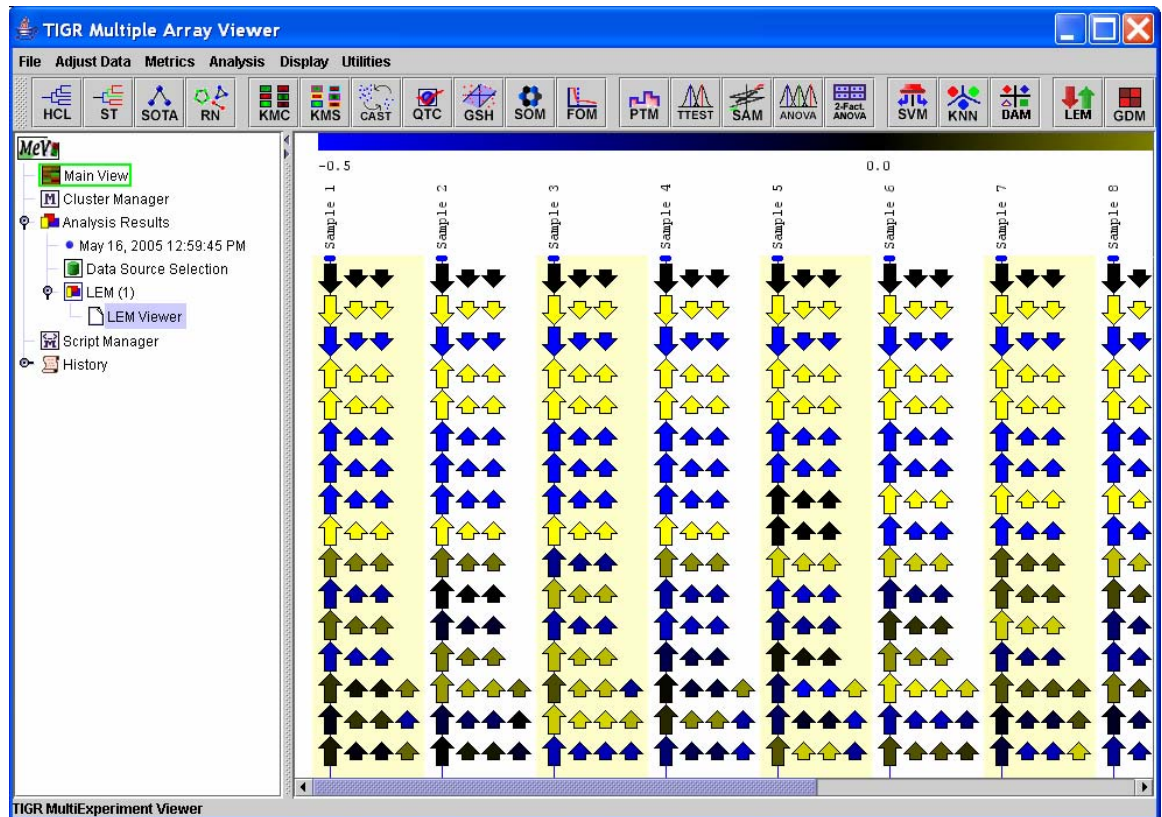 TIGR Multiple Array Viewer
File Adjust Data Metrics Analysis Display Utilities
HCL ST SOTA RN KMC KMS CAST QTC GSH SOM FOM PTM TTEST SAM ANOVA 2-Fact. ANOVA SVM KNN DAM LEM GDM
MeV
Main View
M Cluster Manager
Analysis Results
May 16, 2005 12:59:45 PM
Data Source Selection
LEM (1)
LEM Viewer
Script Manager
History
-0.5 0.0
Sample 1
Sample 2
Sample 3
Sample 4
Sample 5
Sample 6
Sample 7
Sample 8
TIGR MultiExperiment Viewer